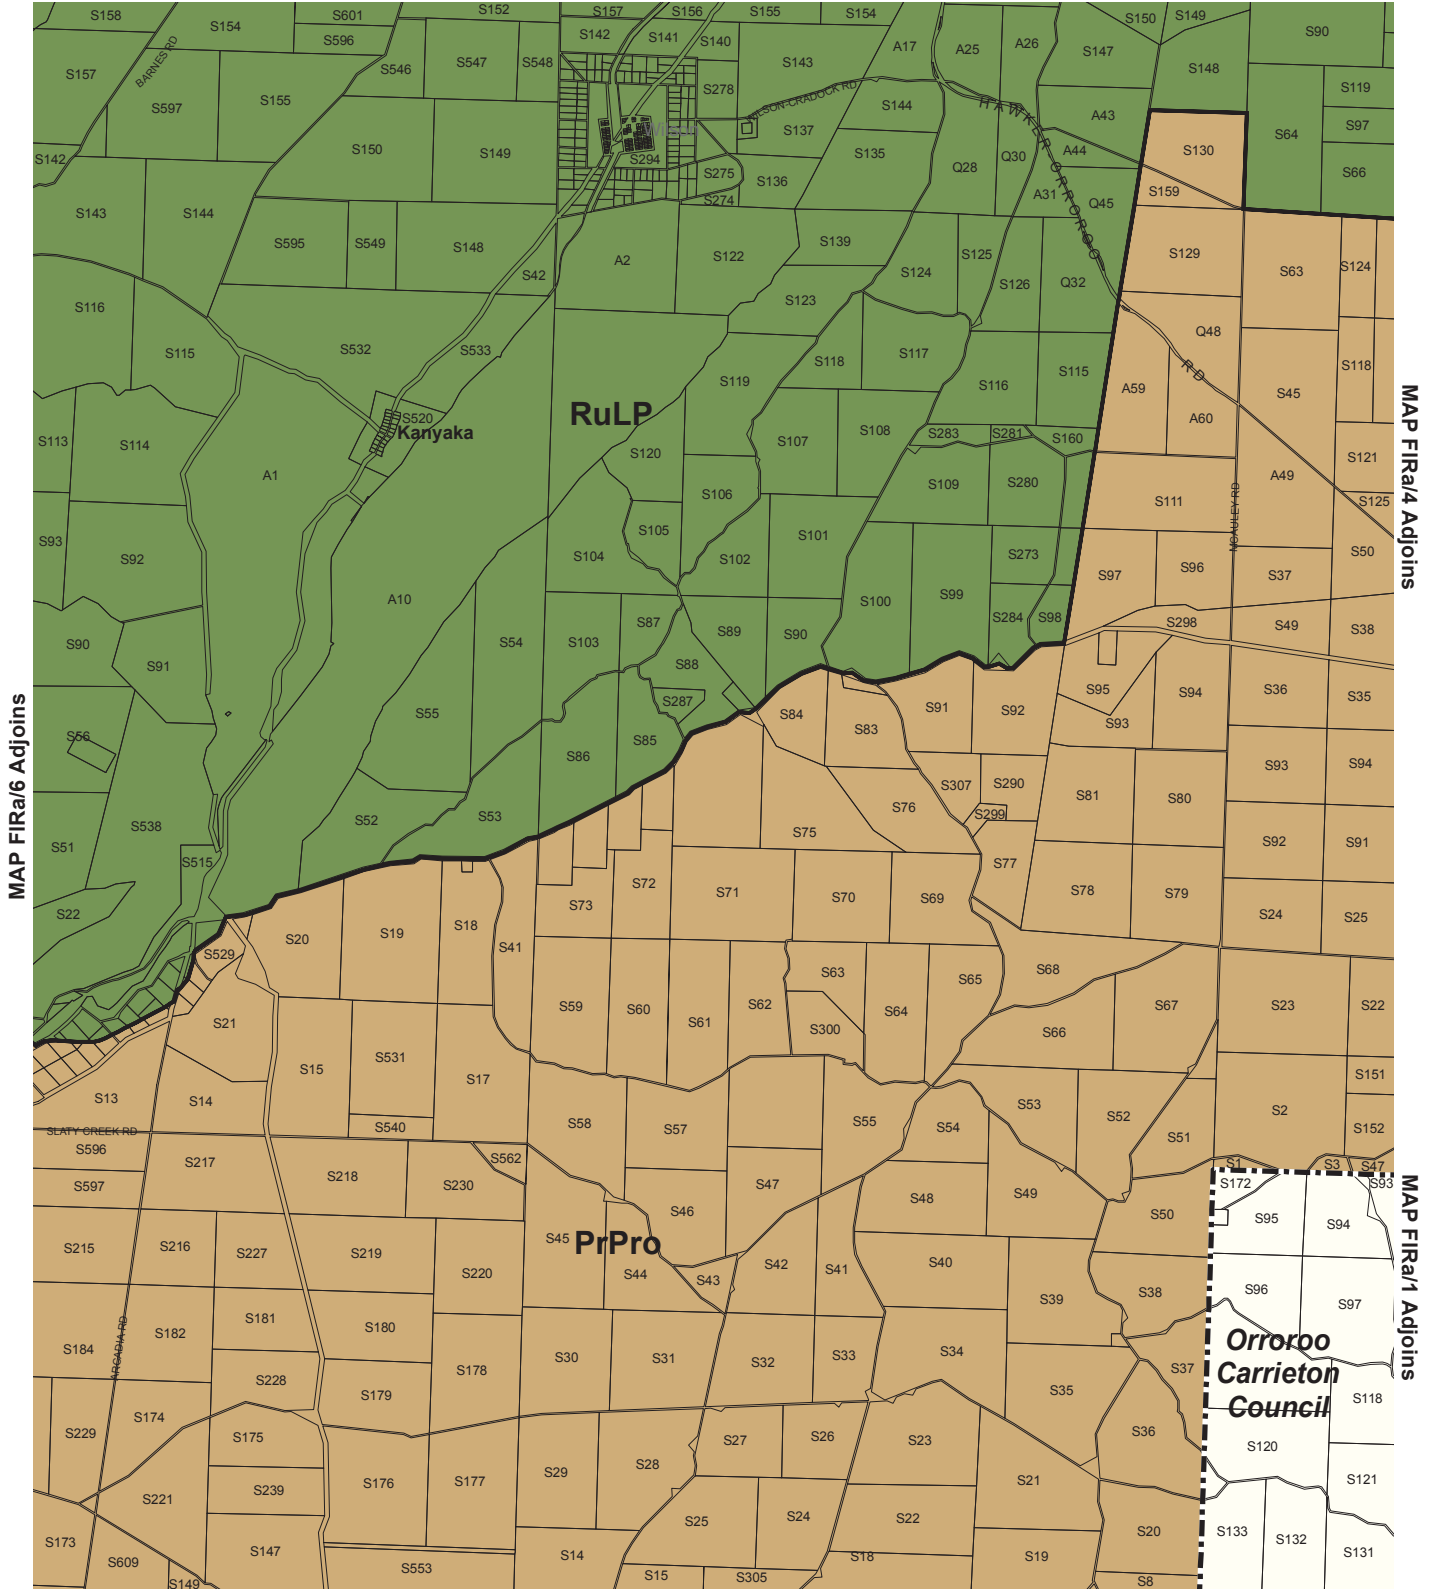 S158
S154
S601
S152
S157
S156
S155
S154
S150
S149
S90
S596
S142
S141
S140
A17
A25
A26
S147
S157
BARNES RD
S546
S547
S548
S143
S148
S119
S597
S155
S278
WILSON-CRADOCK RD
S144
HAWKER ORROROO RD
A43
S64
S97
S142
S150
S149
Wilson
S294
S137
S135
Q28
Q30
A44
S130
S66
S275
S136
A31
Q45
S159
S274
S143
S144
S595
S549
S148
S42
A2
S122
S139
S124
S125
S126
Q32
S129
S63
S124
S116
S115
S532
S533
S123
S118
S117
S116
S115
Q48
S118
S119
A59
A60
S45
MAP FIRa/4 Adjoins
S520
Kanyaka
RuLP
S113
S114
A1
S120
S107
S108
S283
S281
S160
S121
S106
S109
S280
S111
MCAULEY RD
A49
S125
S93
S92
S104
S105
S102
S101
S273
S97
S96
S37
S50
A10
S54
S103
S87
S89
S90
S100
S99
S284
S98
S298
S49
S38
S90
S91
S88
S287
S95
S94
S36
S35
MAP FIRa/6 Adjoins
S56
S55
S86
S85
S84
S83
S91
S92
S93
S93
S94
S51
S538
S52
S53
S307
S290
S299
S76
S75
S81
S80
S92
S91
S515
S77
S22
S20
S19
S18
S41
S73
S72
S71
S70
S69
S78
S79
S24
S25
S529
S21
S59
S60
S61
S62
S63
S300
S64
S65
S68
S66
S67
S23
S22
S13
S14
S15
S531
S17
S540
S58
S57
S55
S54
S53
S52
S51
S2
S151
S152
SLATY CREEK RD
S596
S217
S218
S562
S230
S47
S48
S49
S1
S3
S47
S597
S172
S93
MAP FIRa/1 Adjoins
S215
S216
S227
S219
S220
S45
PrPro
S46
S44
S43
S42
S41
S40
S39
S50
S95
S94
S38
S96
S97
S184
ARCADIA RD
S182
S181
S180
S178
S30
S31
S32
S33
S34
S37
Orroroo
Carrieton
Council
S228
S179
S35
S118
S229
S174
S175
S176
S177
S29
S28
S27
S26
S23
S21
S36
S120
S121
S221
S239
S173
S609
S147
S149
S553
S14
S25
S24
S22
S18
S19
S20
S133
S132
S131
S15
S305
S8